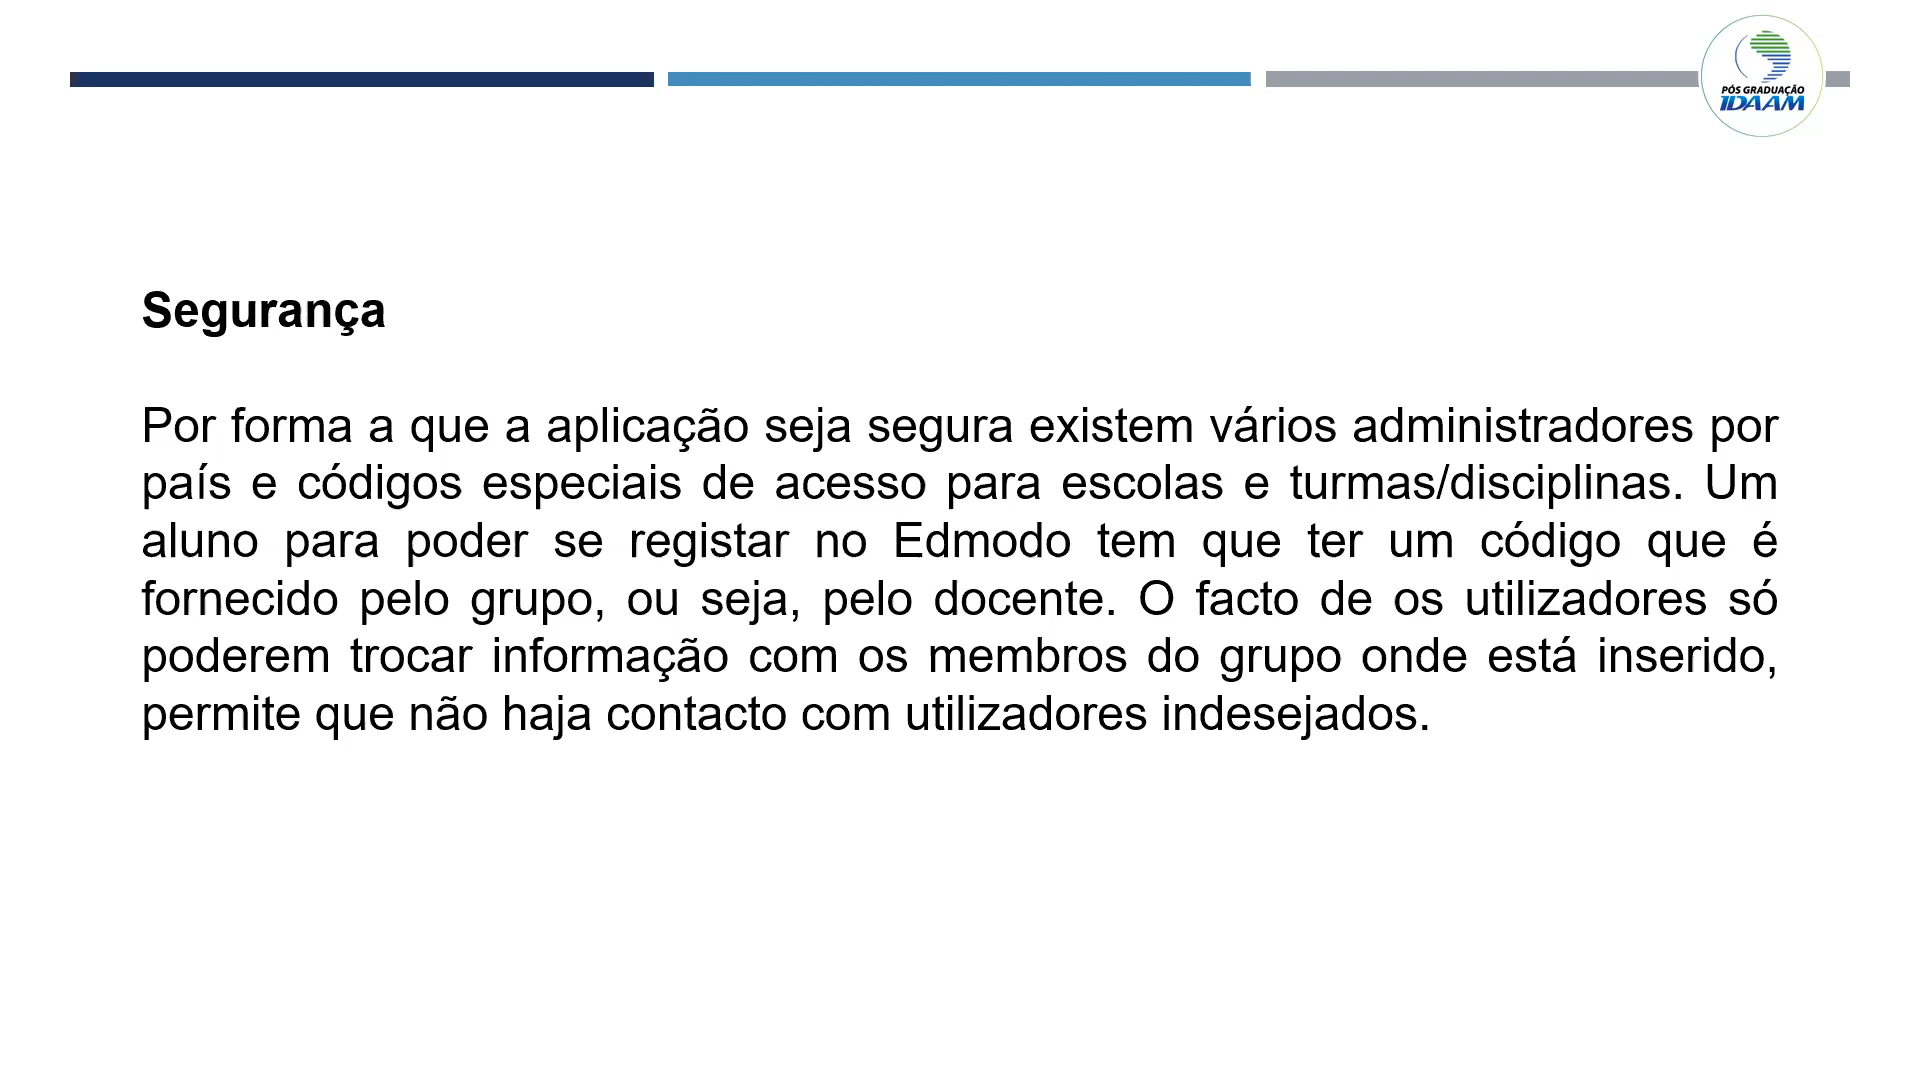 PÓS GRADUAÇÃO
IDAAM
Segurança
Por forma a que a aplicação seja segura existem vários administradores por
país e códigos especiais de acesso para escolas e turmas/disciplinas. Um
aluno para poder se registar no Edmodo tem que ter um código que é
fornecido pelo grupo, ou seja, pelo docente. O facto de os utilizadores só
poderem trocar informação com os membros do grupo onde está inserido,
permite que não haja contacto com utilizadores indesejados.